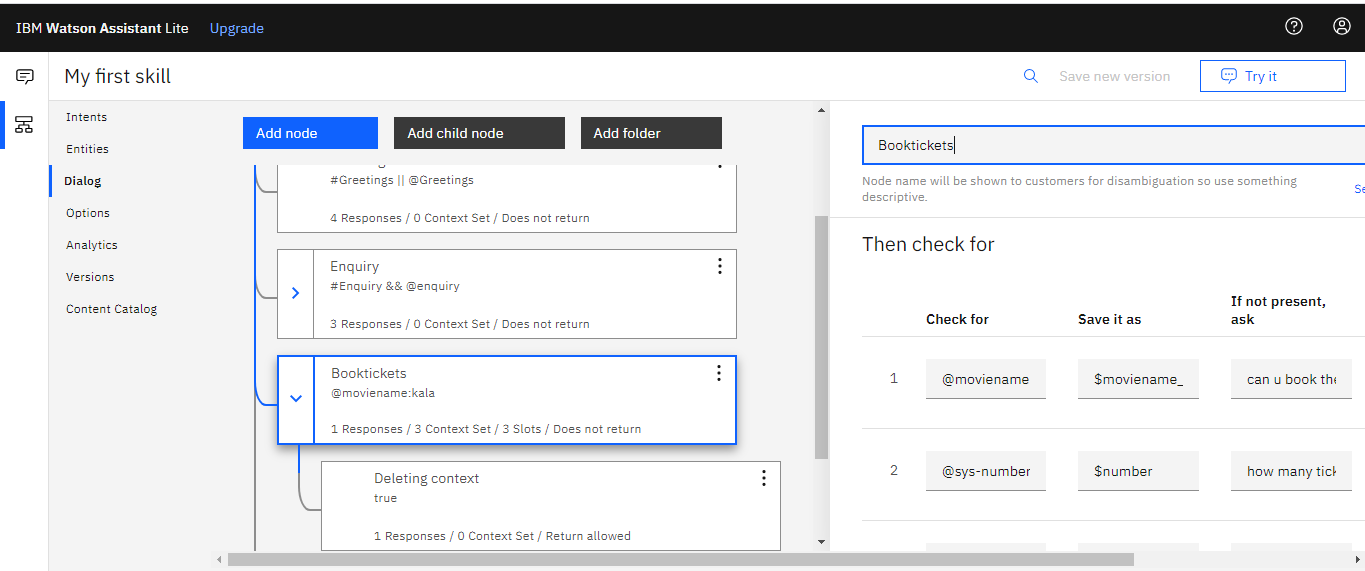 IBM Watson Assistant Lite Upgrade
My first skill
Save new version
Try it
Intents
Entities
Dialog
Options
Analytics
Versions
Content Catalog
Add node
Add child node
Add folder
#Greetings || @Greetings
4 Responses / 0 Context Set / Does not return
Enquiry
#Enquiry && @enquiry
3 Responses / 0 Context Set / Does not return
Booktickets
@moviename:kala
1 Responses / 3 Context Set / 3 Slots / Does not return
Deleting context
true
1 Responses / 0 Context Set / Return allowed
Booktickets
Node name will be shown to customers for disambiguation so use something
descriptive.
Then check for
Check for
Save it as
If not present,
ask
1
@moviename
$moviename_
can u book the
2
@sys-number
$number
how many tick